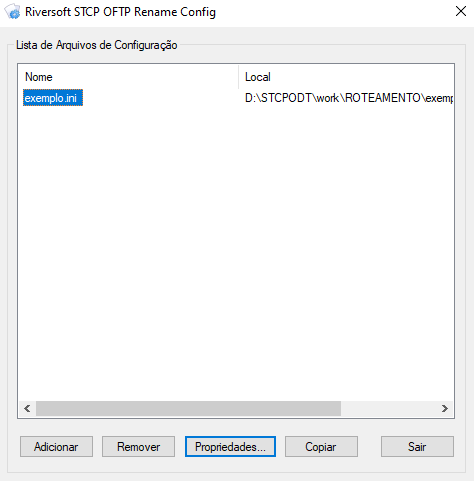 Riversoft STCP OFTP Rename Config
Lista de Arquivos de Configuração
Nome Local
exemplo.ini D:\STCPODT\work\ROTEAMENTO\exemp
Adicionar Remover Propriedades... Copiar Sair